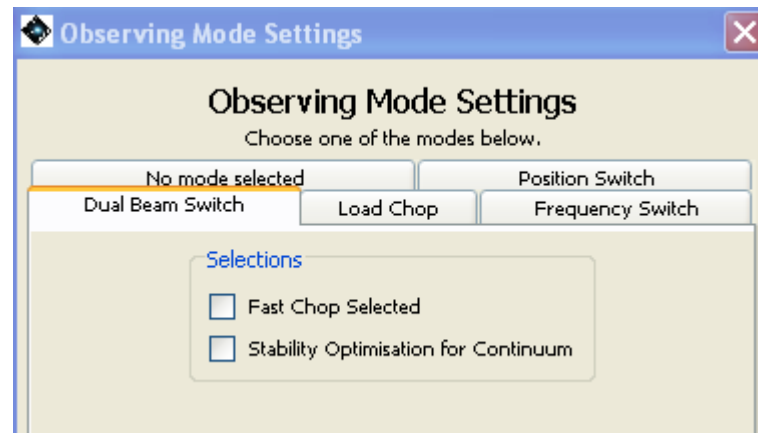 Observing Mode Settings
Observing Mode Settings
Choose one of the modes below.
No mode selected Position Switch
Dual Beam Switch Load Chop Frequency Switch
Selections
Fast Chop Selected
Stability Optimisation for Continuum